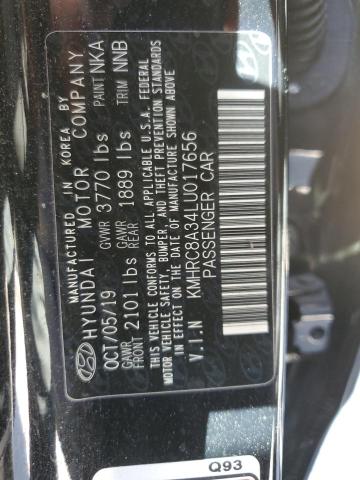 MANUFACTURED IN KOREA BY
HYUNDAI MOTOR COMPANY
OCT/05/19 GVWR 3770 lbs PAINT NKA
GAWR FRONT 2101 lbs GAWR REAR 1889 lbs TRIM NNB
THIS VEHICLE CONFORMS TO ALL APPLICABLE U.S.A. FEDERAL
MOTOR VEHICLE SAFETY, BUMPER, AND THEFT PREVENTION STANDARDS
IN EFFECT ON THE DATE OF MANUFACTURE SHOWN ABOVE
V.I.N KMHRC8A34LU017656
PASSENGER CAR
Q93